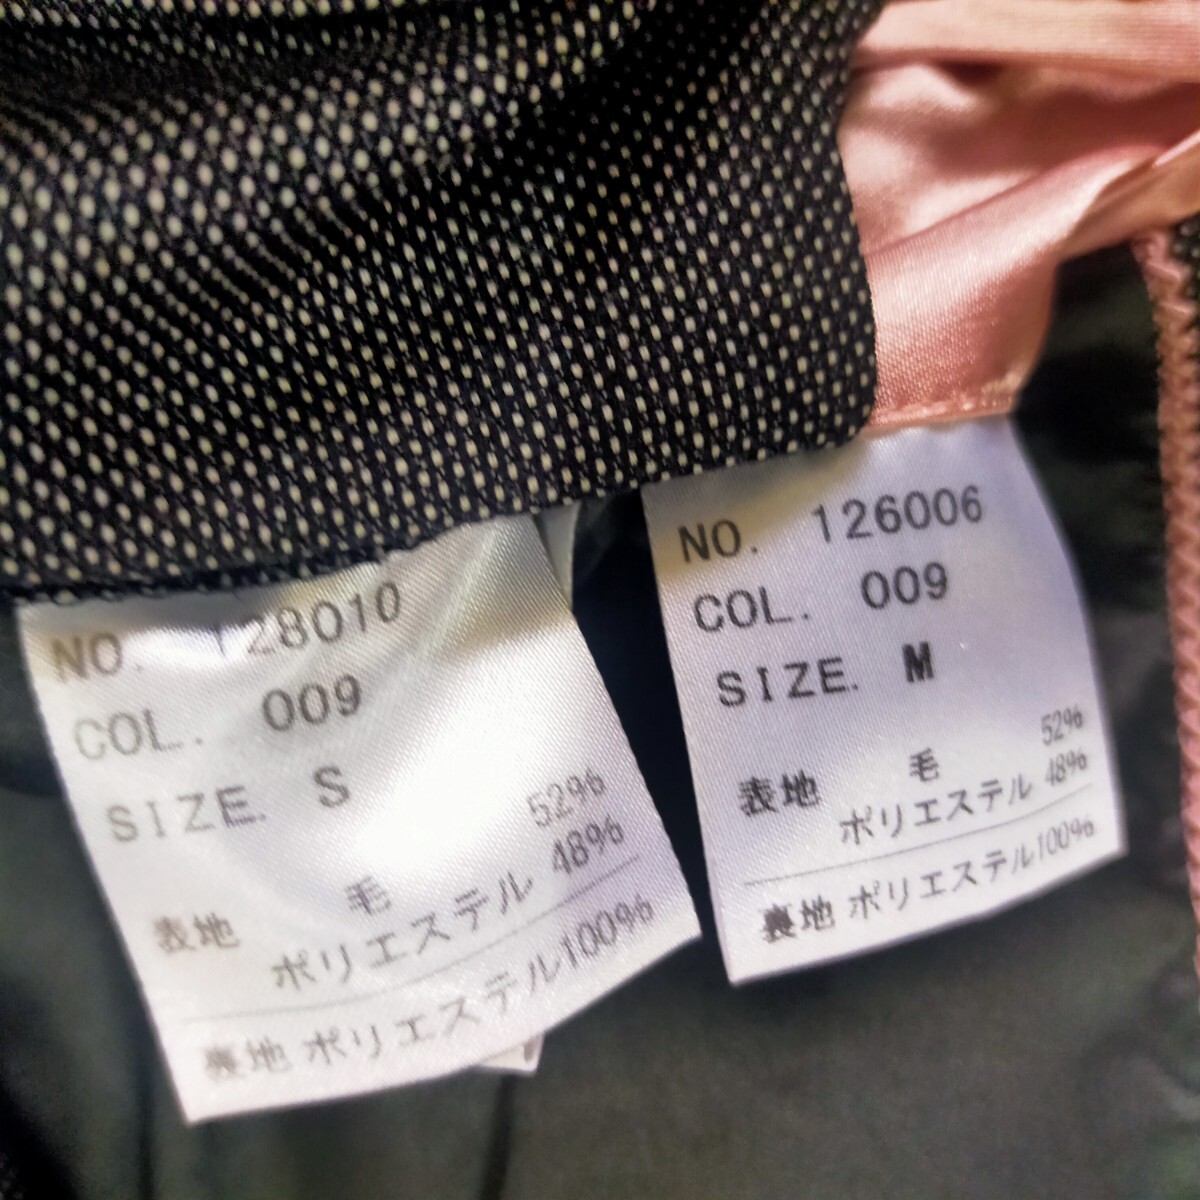 NO. 128010
COL. 009
SIZE. S
表地 毛 52%
ポリエステル 48%
裏地 ポリエステル100%
NO. 126006
COL. 009
SIZE. M
表地 毛 52%
ポリエステル 48%
裏地 ポリエステル100%